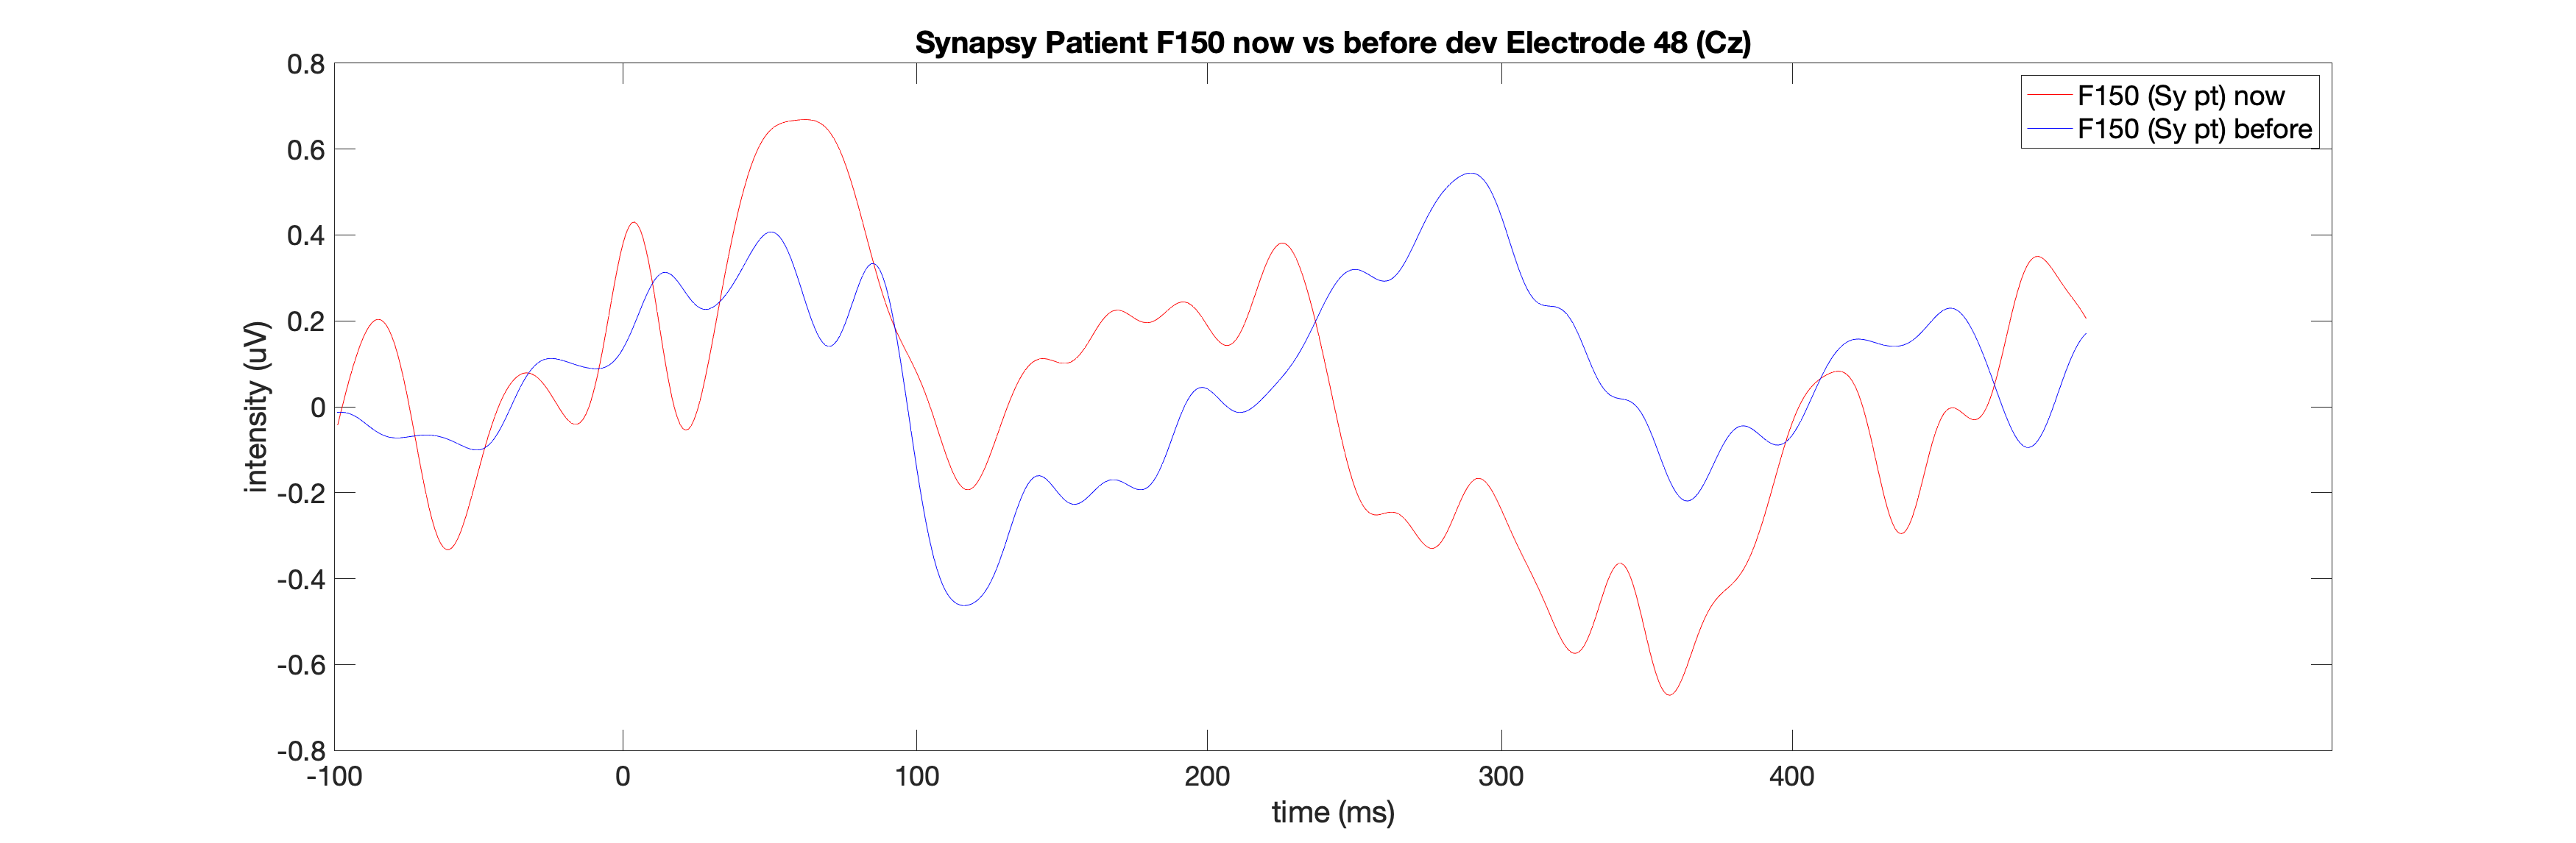 Synapsy Patient F150 now vs before dev Electrode 48 (Cz)
F150 (Sy pt) now
F150 (Sy pt) before
intensity (uV)
0.8
0.6
0.4
0.2
0
-0.2
-0.4
-0.6
-0.8
-100 0 100 200 300 400
time (ms)